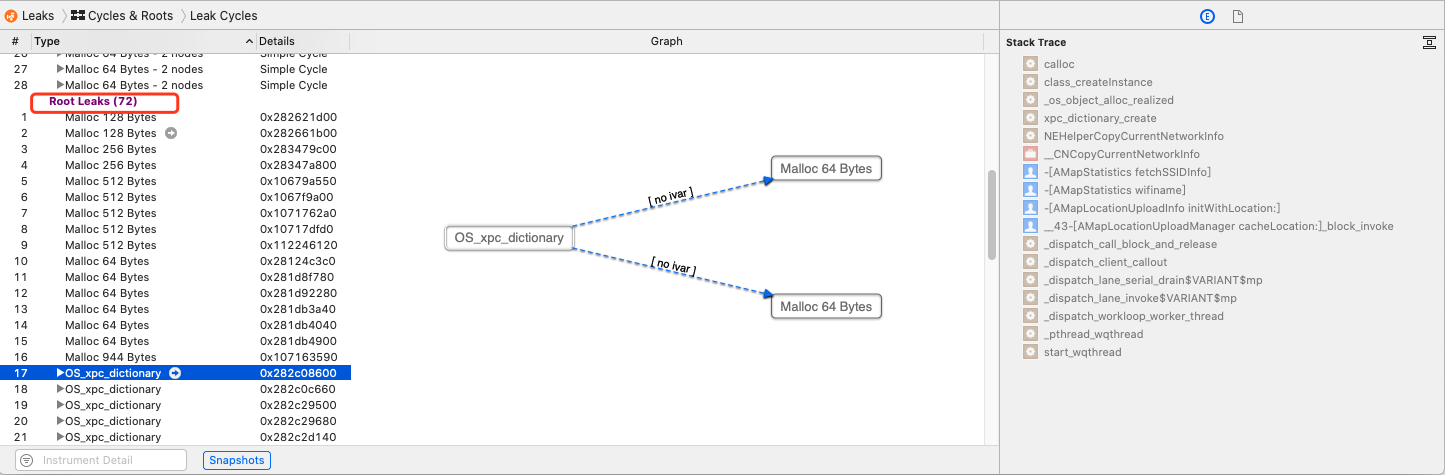 Leaks Cycles & Roots Leak Cycles
# Type Details Graph
26 Malloc 64 Bytes - 2 nodes Simple Cycle
27 Malloc 64 Bytes - 2 nodes Simple Cycle
28 Malloc 64 Bytes - 2 nodes Simple Cycle
Root Leaks (72)
1 Malloc 128 Bytes 0x282621d00
2 Malloc 128 Bytes 0x282661b00
3 Malloc 256 Bytes 0x283479c00
4 Malloc 256 Bytes 0x28347a800
5 Malloc 512 Bytes 0x10679a550
6 Malloc 512 Bytes 0x1067f9a00
7 Malloc 512 Bytes 0x1071762a0
8 Malloc 512 Bytes 0x10717dfd0
9 Malloc 512 Bytes 0x112246120
10 Malloc 64 Bytes 0x28124c3c0
11 Malloc 64 Bytes 0x281d8f780
12 Malloc 64 Bytes 0x281d92280
13 Malloc 64 Bytes 0x281db3a40
14 Malloc 64 Bytes 0x281db4040
15 Malloc 64 Bytes 0x281db4900
16 Malloc 944 Bytes 0x107163590
17 OS_xpc_dictionary 0x282c08600
18 OS_xpc_dictionary 0x282c0c660
19 OS_xpc_dictionary 0x282c29500
20 OS_xpc_dictionary 0x282c29680
21 OS_xpc_dictionary 0x282c2d140
Instrument Detail Snapshots
Malloc 64 Bytes
[ no ivar ]
OS_xpc_dictionary
[ no ivar ]
Malloc 64 Bytes
E
Stack Trace
calloc
class_createInstance
_os_object_alloc_realized
xpc_dictionary_create
NEHelperCopyCurrentNetworkInfo
__CNCopyCurrentNetworkInfo
-[AMapStatistics fetchSSIDInfo]
-[AMapStatistics wifiname]
-[AMapLocationUploadInfo initWithLocation:]
__43-[AMapLocationUploadManager cacheLocation:]_block_invoke
_dispatch_call_block_and_release
_dispatch_client_callout
_dispatch_lane_serial_drain$VARIANT$mp
_dispatch_lane_invoke$VARIANT$mp
_dispatch_workloop_worker_thread
_pthread_wqthread
start_wqthread